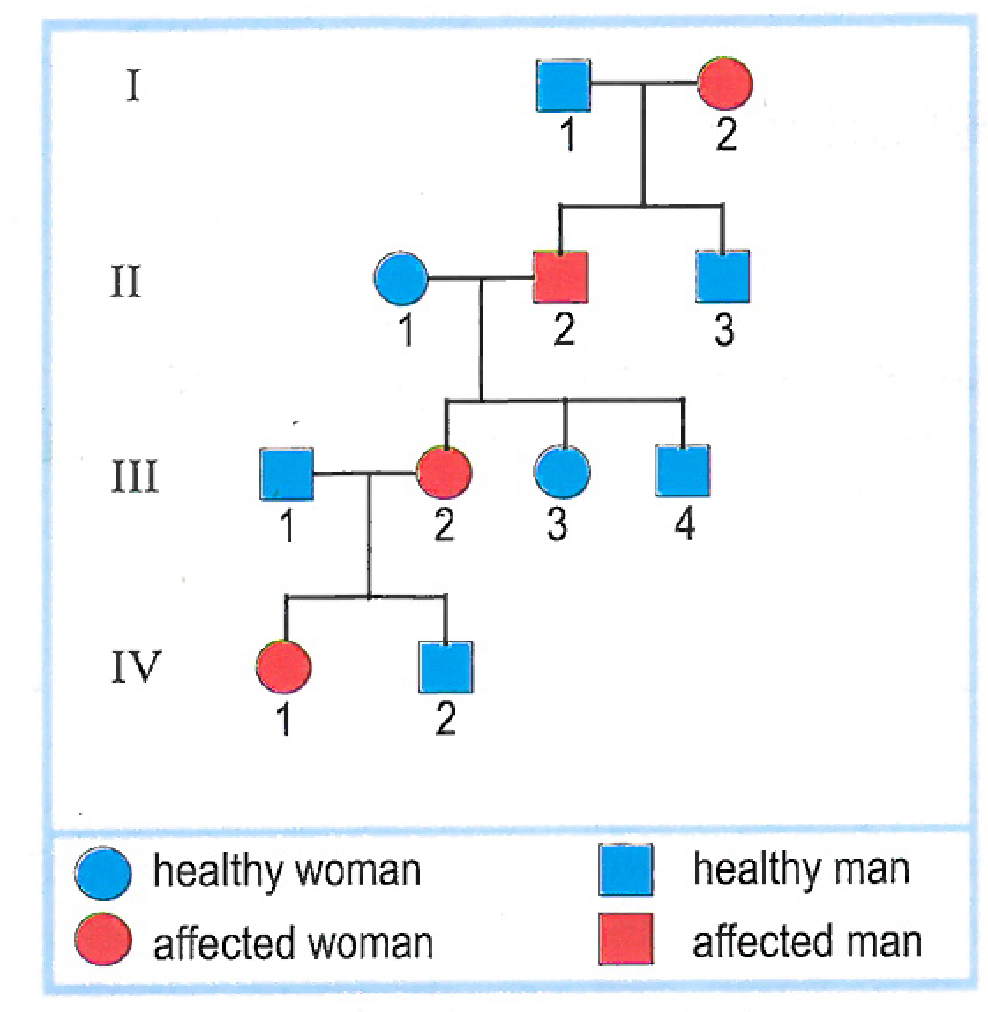 I
1 2
II
1 2 3
III
1 2 3 4
IV
1 2
healthy woman healthy man
affected woman affected man